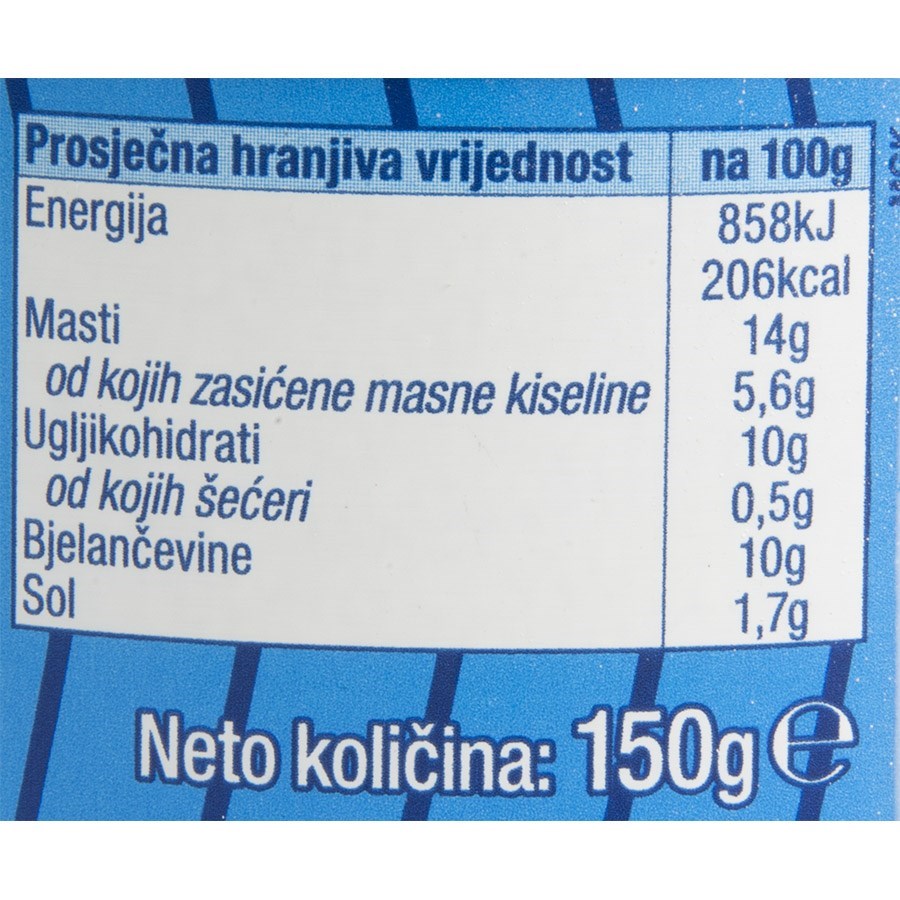 Prosječna hranjiva vrijednost na 100g
Energija 858kJ
206kcal
Masti 14g
od kojih zasićene masne kiseline 5,6g
Ugljikohidrati 10g
od kojih šećeri 0,5g
Bjelančevine 10g
Sol 1,7g
Neto količina: 150g e